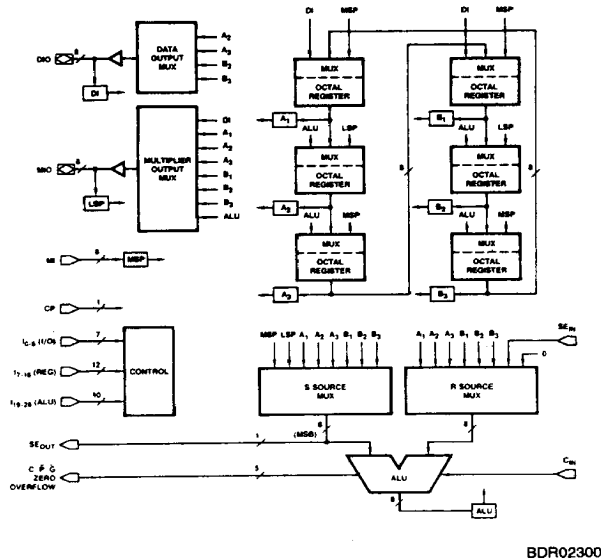 DI MSP DI MSP
DATA OUTPUT MUX
A2
A3
B2
B3
DIO 8
DI
MUX
OCTAL REGISTER
MUX
OCTAL REGISTER
A1
B1
MULTIPLIER OUTPUT MUX
DI
A1
A2
A3
B1
B2
B3
ALU
MIO 8
LSP
ALU LSP
ALU LSP
MUX
OCTAL REGISTER
MUX
OCTAL REGISTER
8 8
A2
B2
ALU MSP
ALU MSP
MI 8 MSP
MUX
OCTAL REGISTER
MUX
OCTAL REGISTER
A3
B3
CP 1
I0-6 (I/O) 7
I7-18 (REG) 12
I19-28 (ALU) 10
CONTROL
MSP LSP A1 A2 A3 B1 B2 B3
A1 A2 A3 B1 B2 B3
SEIN
0
S SOURCE MUX
R SOURCE MUX
SEOUT 1 (MSB) 8 8
C P G
ZERO
OVERFLOW
5
ALU
CIN
8 ALU
BDR02300